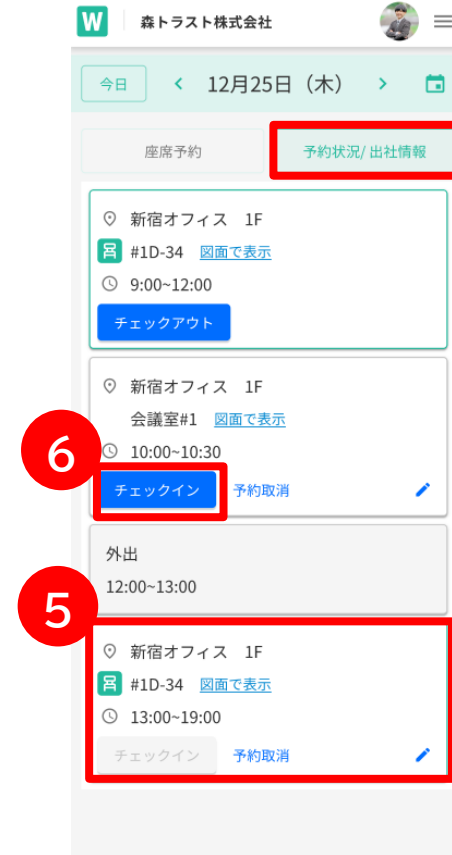 W 森トラスト株式会社
今日 < 12月25日（木） >
座席予約 予約状況/出社情報
新宿オフィス 1F
#1D-34 図面で表示
9:00~12:00
チェックアウト
新宿オフィス 1F
会議室#1 図面で表示
6
10:00~10:30
チェックイン 予約取消
外出
12:00~13:00
5
新宿オフィス 1F
#1D-34 図面で表示
13:00~19:00
チェックイン 予約取消